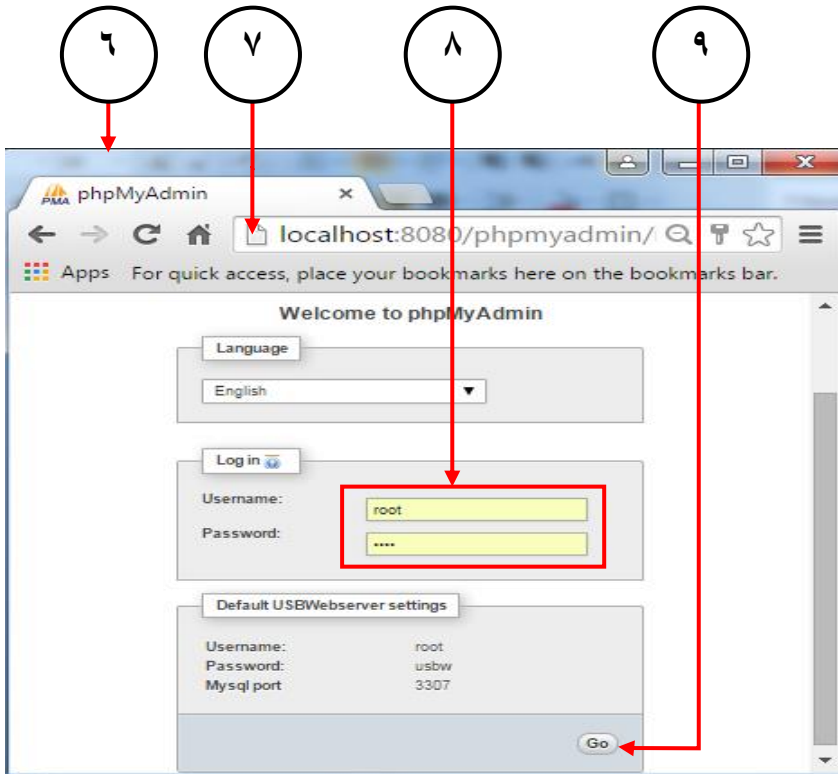 ٦ ٧ ٨ ٩
PMA phpMyAdmin
localhost:8080/phpmyadmin/
Apps For quick access, place your bookmarks here on the bookmarks bar.
Welcome to phpMyAdmin
Language
English
Log in
Username: root
Password: ....
Default USBWebserver settings
Username: root
Password: usbw
Mysql port 3307
Go